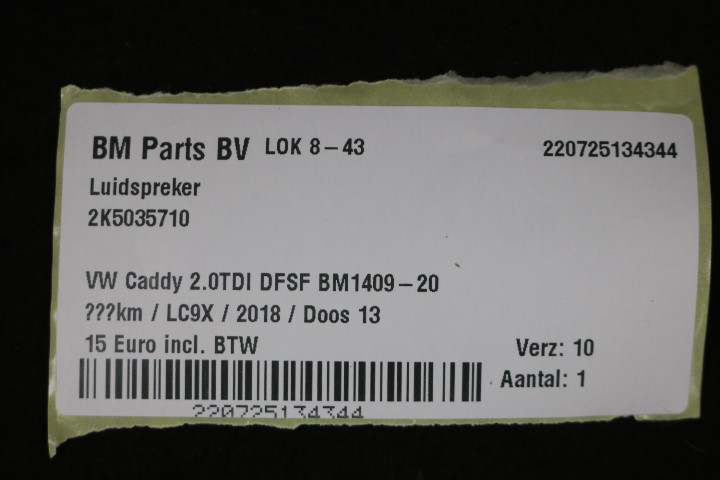 BM Parts BV LOK 8-43 220725134344
Luidspreker
2K5035710
VW Caddy 2.0TDI DFSF BM1409-20
???km / LC9X / 2018 / Doos 13
15 Euro incl. BTW Verz: 10
Aantal: 1
220725134344